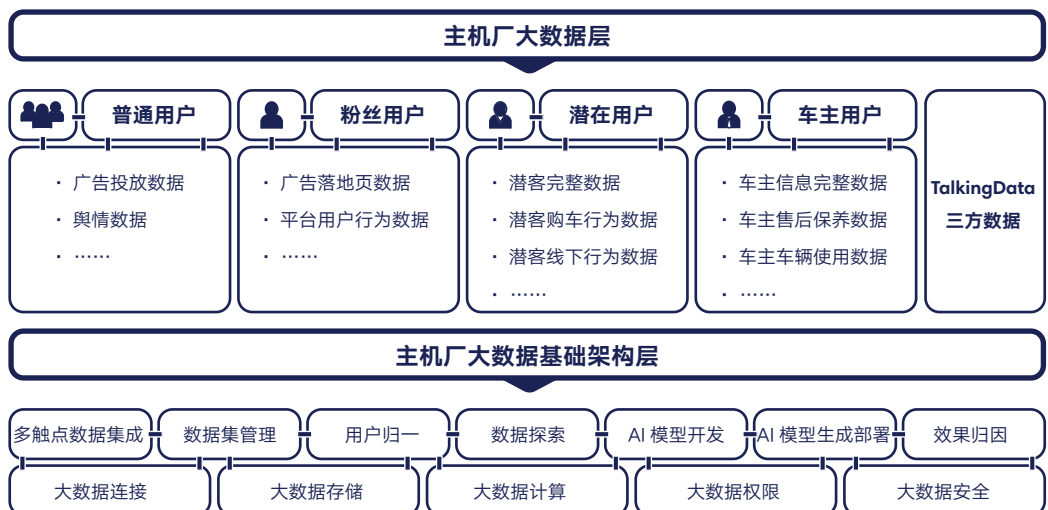 主机厂大数据层
普通用户
粉丝用户
潜在用户
车主用户
· 广告投放数据
· 舆情数据
· ……
· 广告落地页数据
· 平台用户行为数据
· ……
· 潜客完整数据
· 潜客购车行为数据
· 潜客线下行为数据
· ……
· 车主信息完整数据
· 车主售后保养数据
· 车主车辆使用数据
· ……
TalkingData
三方数据
主机厂大数据基础架构层
多触点数据集成
数据集管理
用户归一
数据探索
AI 模型开发
AI 模型生成部署
效果归因
大数据连接
大数据存储
大数据计算
大数据权限
大数据安全